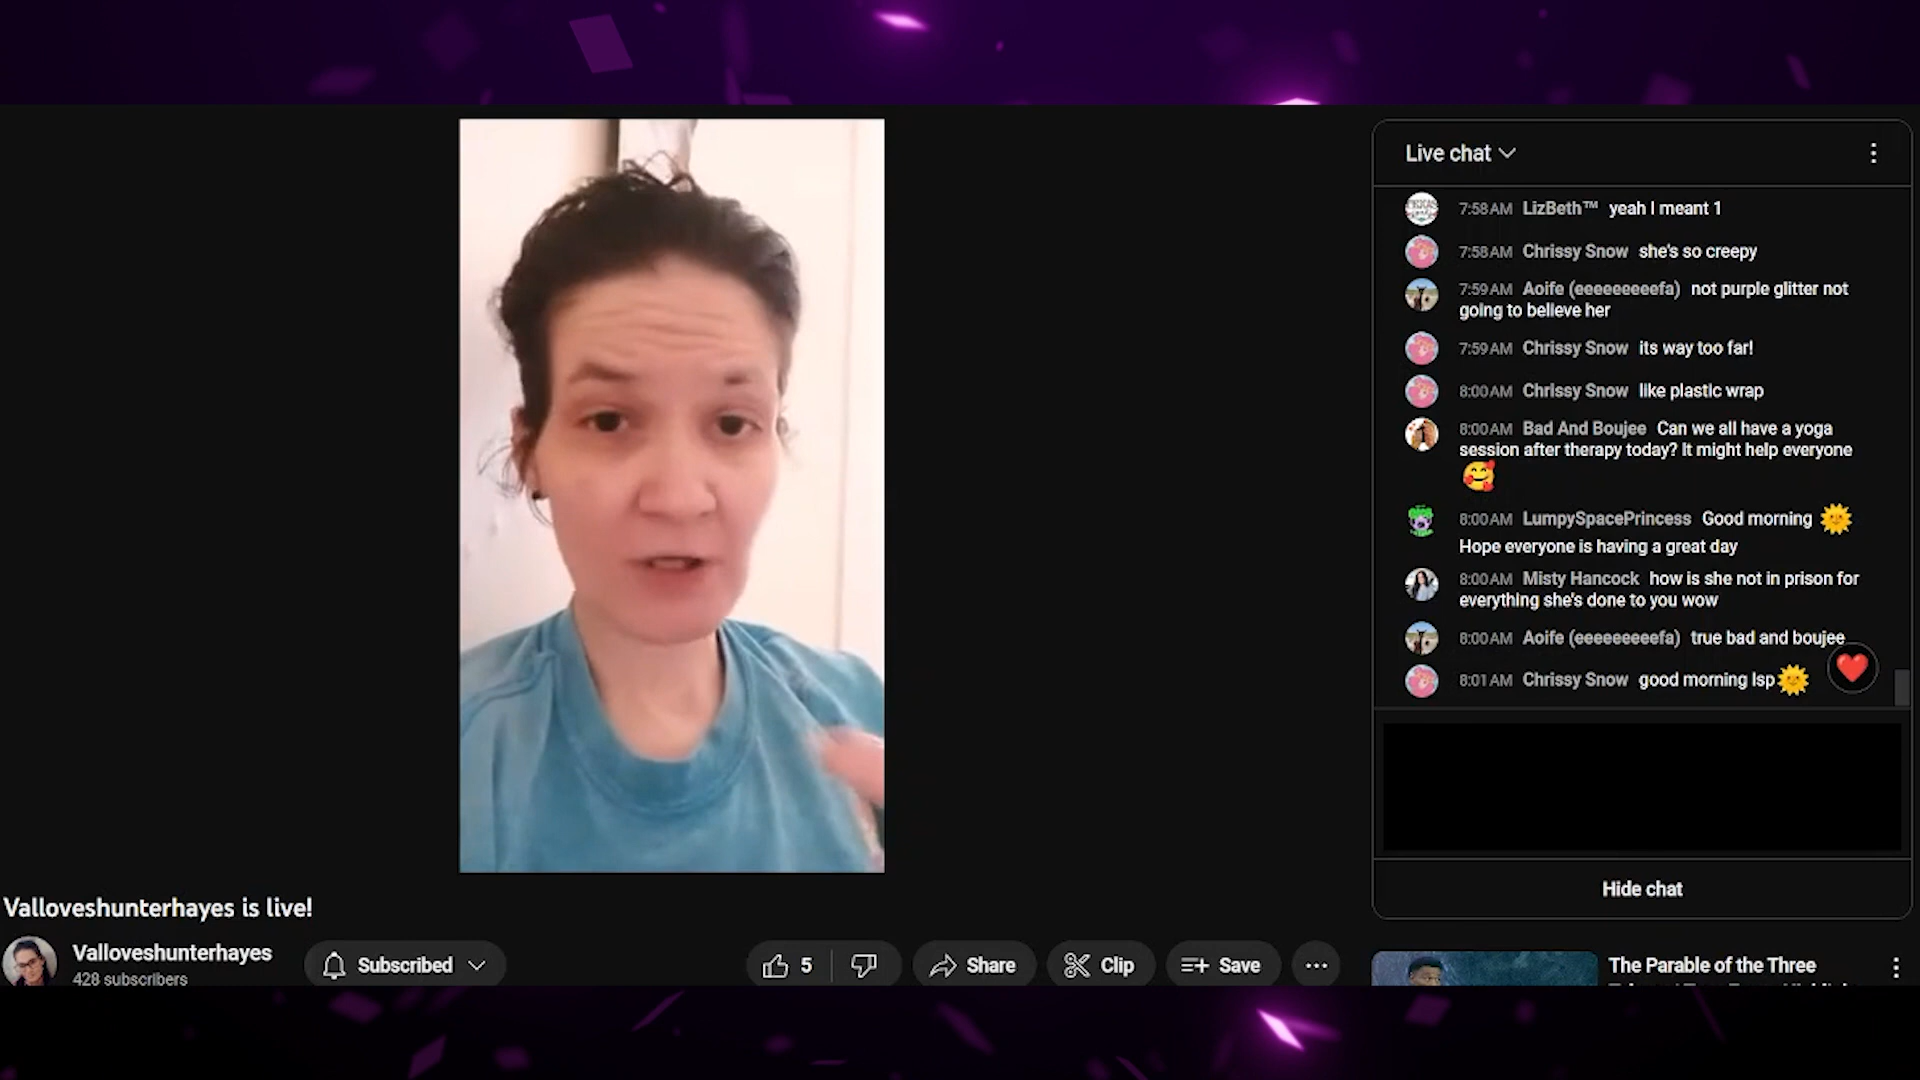 Live chat
7:58 AM LizBeth™ yeah I meant 1
7:58 AM Chrissy Snow she's so creepy
7:59 AM Aoife (eeeeeeeeefa) not purple glitter not
going to believe her
7:59 AM Chrissy Snow its way too far!
8:00 AM Chrissy Snow like plastic wrap
8:00 AM Bad And Boujee Can we all have a yoga
session after therapy today? It might help everyone
8:00 AM LumpySpacePrincess Good morning
Hope everyone is having a great day
8:00 AM Misty Hancock how is she not in prison for
everything she's done to you wow
8:00 AM Aoife (eeeeeeeeefa) true bad and boujee
8:01 AM Chrissy Snow good morning lsp
Hide chat
Valloveshunterhayes is live!
Valloveshunterhayes
428 subscribers
Subscribed
5
Share
Clip
Save
The Parable of the Three